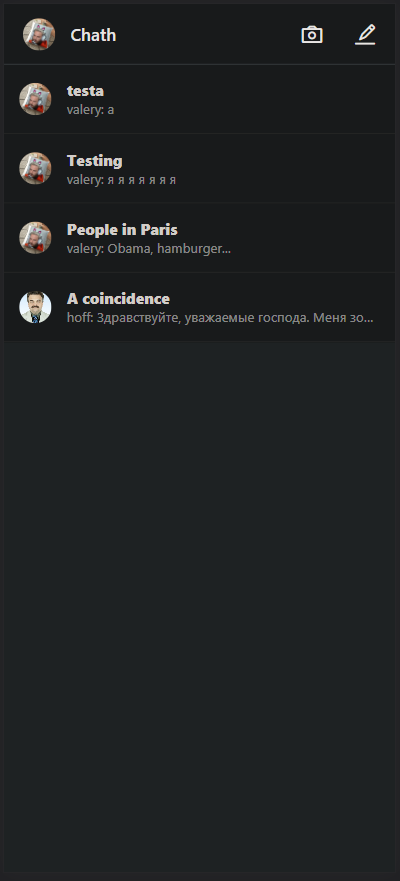 Chath
testa
valery: a
Testing
valery: я я я я я я я
People in Paris
valery: Obama, hamburger...
A coincidence
hoff: Здравствуйте, уважаемые господа. Меня зо...